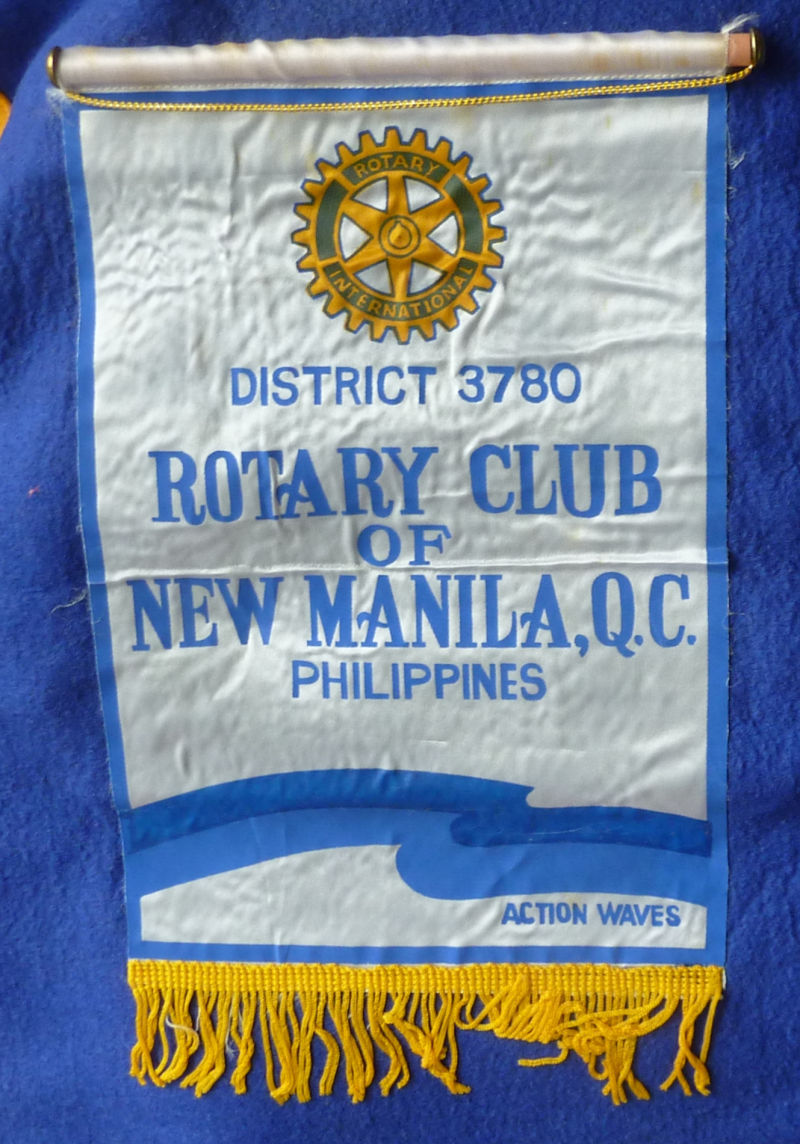 ROTARY
INTERNATIONAL
DISTRICT 3780
ROTARY CLUB
OF
NEW MANILA, Q.C.
PHILIPPINES
ACTION WAVES